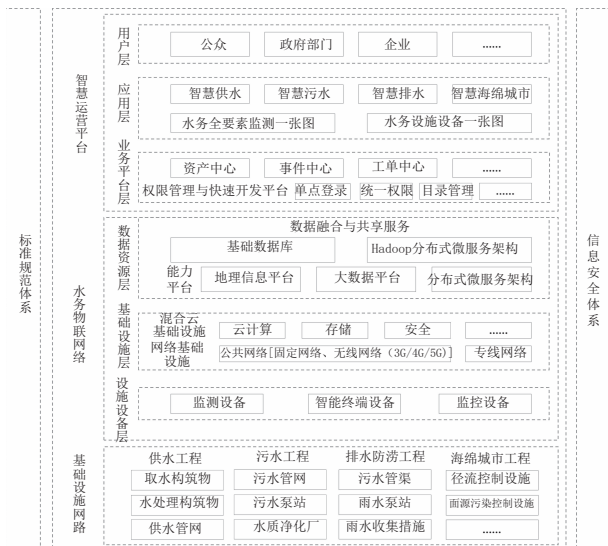 标准规范体系
智慧运营平台
用户层
公众 政府部门 企业 ......
应用层
智慧供水 智慧污水 智慧排水 智慧海绵城市
水务全要素监测一张图 水务设施设备一张图
业务平台层
资产中心 事件中心 工单中心 ......
权限管理与快速开发平台 单点登录 统一权限 目录管理 ......
水务物联网络
数据资源层
数据融合与共享服务
基础数据库 Hadoop分布式微服务架构
能力平台
地理信息平台 大数据平台 分布式微服务架构
基础设施层
混合云基础设施
云计算 存储 安全 ......
网络基础设施
公共网络[固定网络、无线网络（3G/4G/5G)] 专线网络
设施设备层
监测设备 智能终端设备 监控设备
基础设施网路
供水工程 污水工程 排水防涝工程 海绵城市工程
取水构筑物 污水管网 污水管渠 径流控制设施
水处理构筑物 污水泵站 雨水泵站 面源污染控制设施
供水管网 水质净化厂 雨水收集措施 ......
信息安全体系